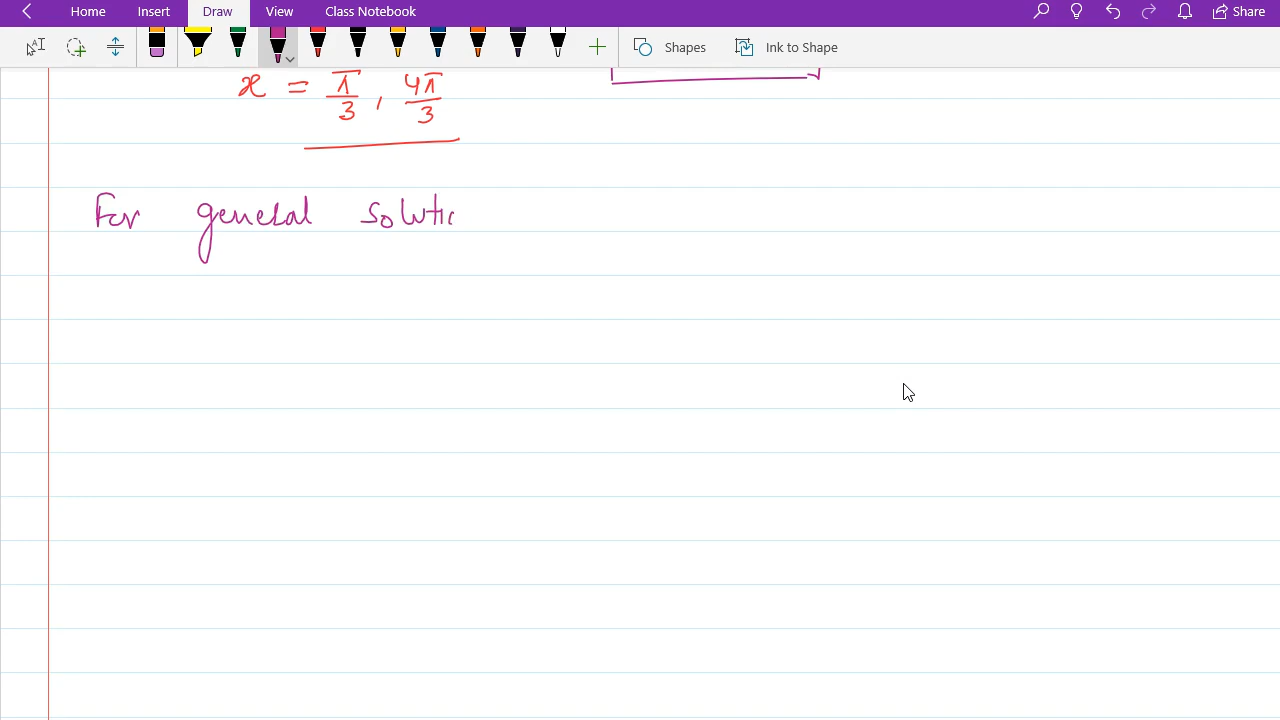 Home Insert Draw View Class Notebook Share
Shapes Ink to Shape
x = π/3 , 4π/3
For general solutio